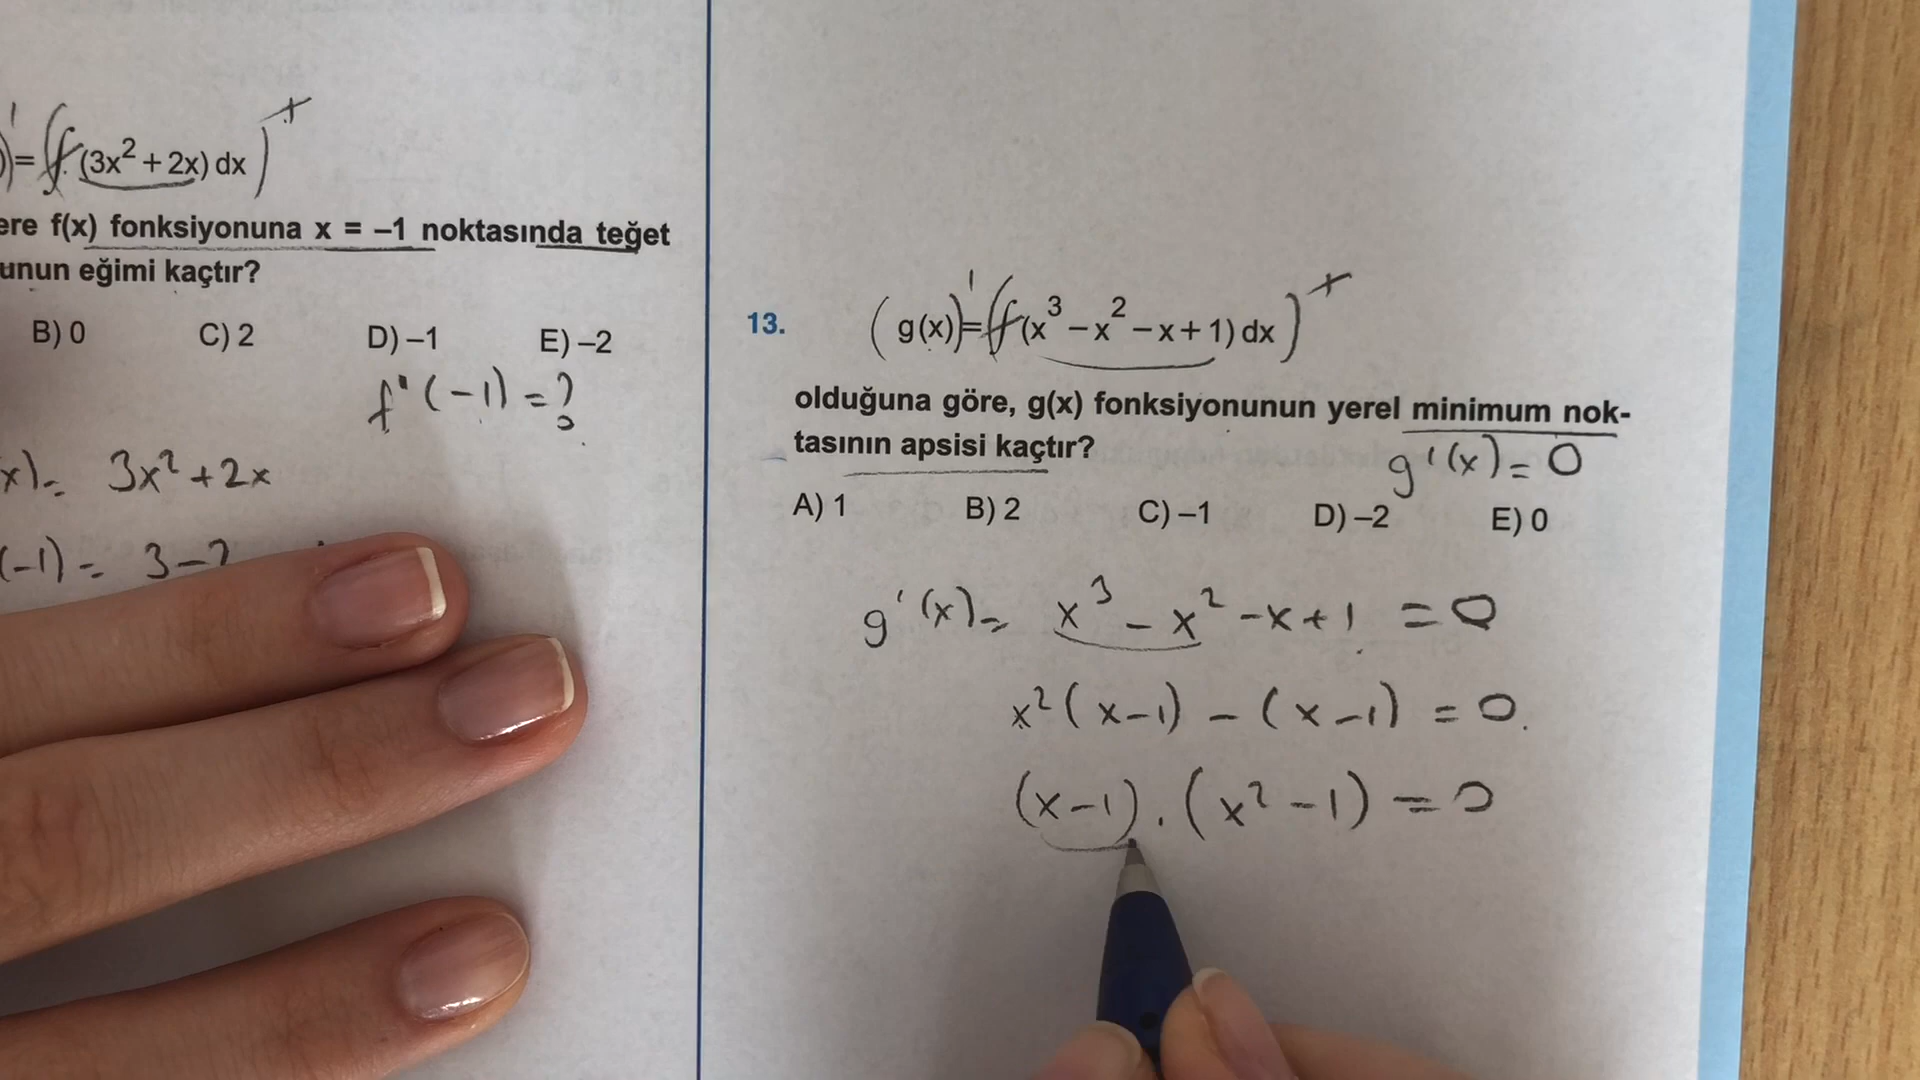 )' = (∫(3x² + 2x) dx)'
ere f(x) fonksiyonuna x = –1 noktasında teğet
unun eğimi kaçtır?
B) 0 C) 2 D) –1 E) –2
f'(-1) = ?
x) = 3x² + 2x
(-1) = 3 - 2
13. (g(x))' = (∫(x³ – x² – x + 1) dx)'
olduğuna göre, g(x) fonksiyonunun yerel minimum nok-
tasının apsisi kaçtır?
g'(x) = 0
A) 1 B) 2 C) –1 D) –2 E) 0
g'(x) = x³ - x² - x + 1 = 0
x²(x-1) - (x-1) = 0.
(x-1).(x²-1) = 0